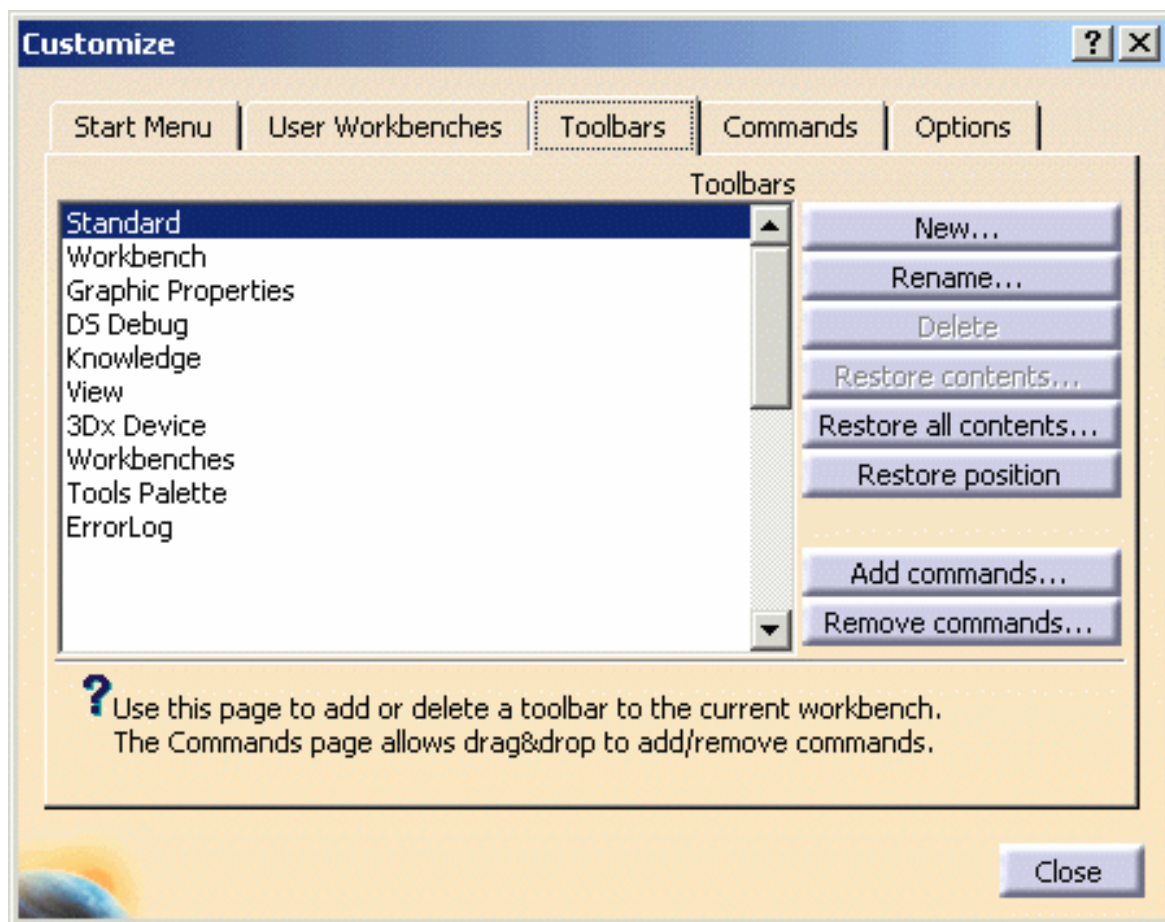 Customize
Start Menu
User Workbenches
Toolbars
Commands
Options
Toolbars
Standard
Workbench
Graphic Properties
DS Debug
Knowledge
View
3Dx Device
Workbenches
Tools Palette
ErrorLog
New...
Rename...
Delete
Restore contents...
Restore all contents...
Restore position
Add commands...
Remove commands...
Use this page to add or delete a toolbar to the current workbench.
The Commands page allows drag&drop to add/remove commands.
Close